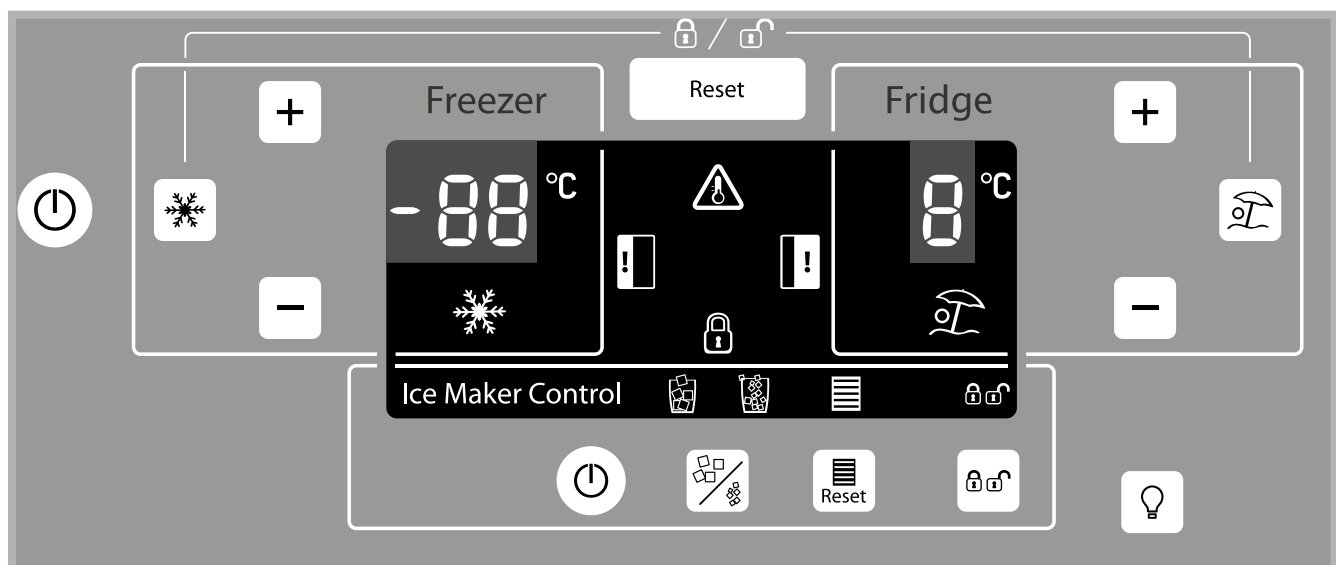 Freezer
Reset
Fridge
-88 °C
8 °C
Ice Maker Control
Reset